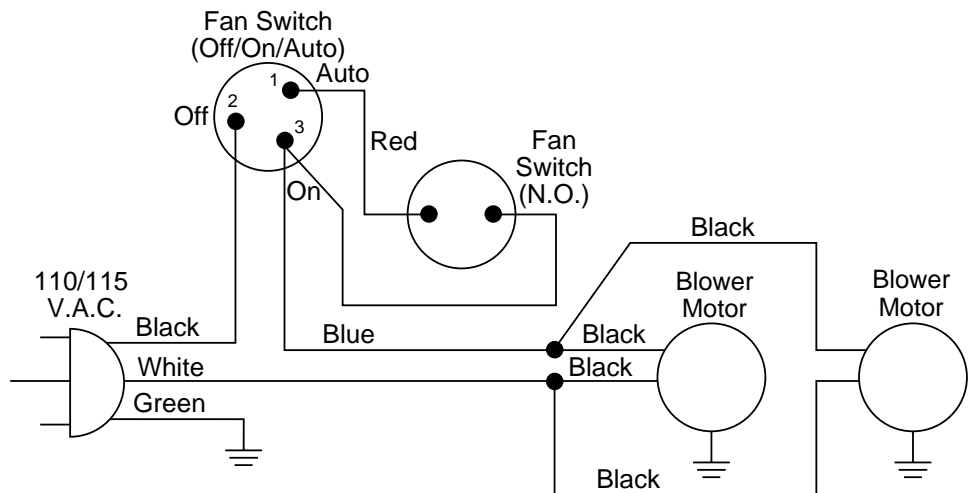 Fan Switch
(Off/On/Auto)
1
Auto
2
Off
3
On
Red
Fan
Switch
(N.O.)
Black
110/115
V.A.C.
Blower
Motor
Blower
Motor
Black
Blue
Black
White
Black
Green
Black